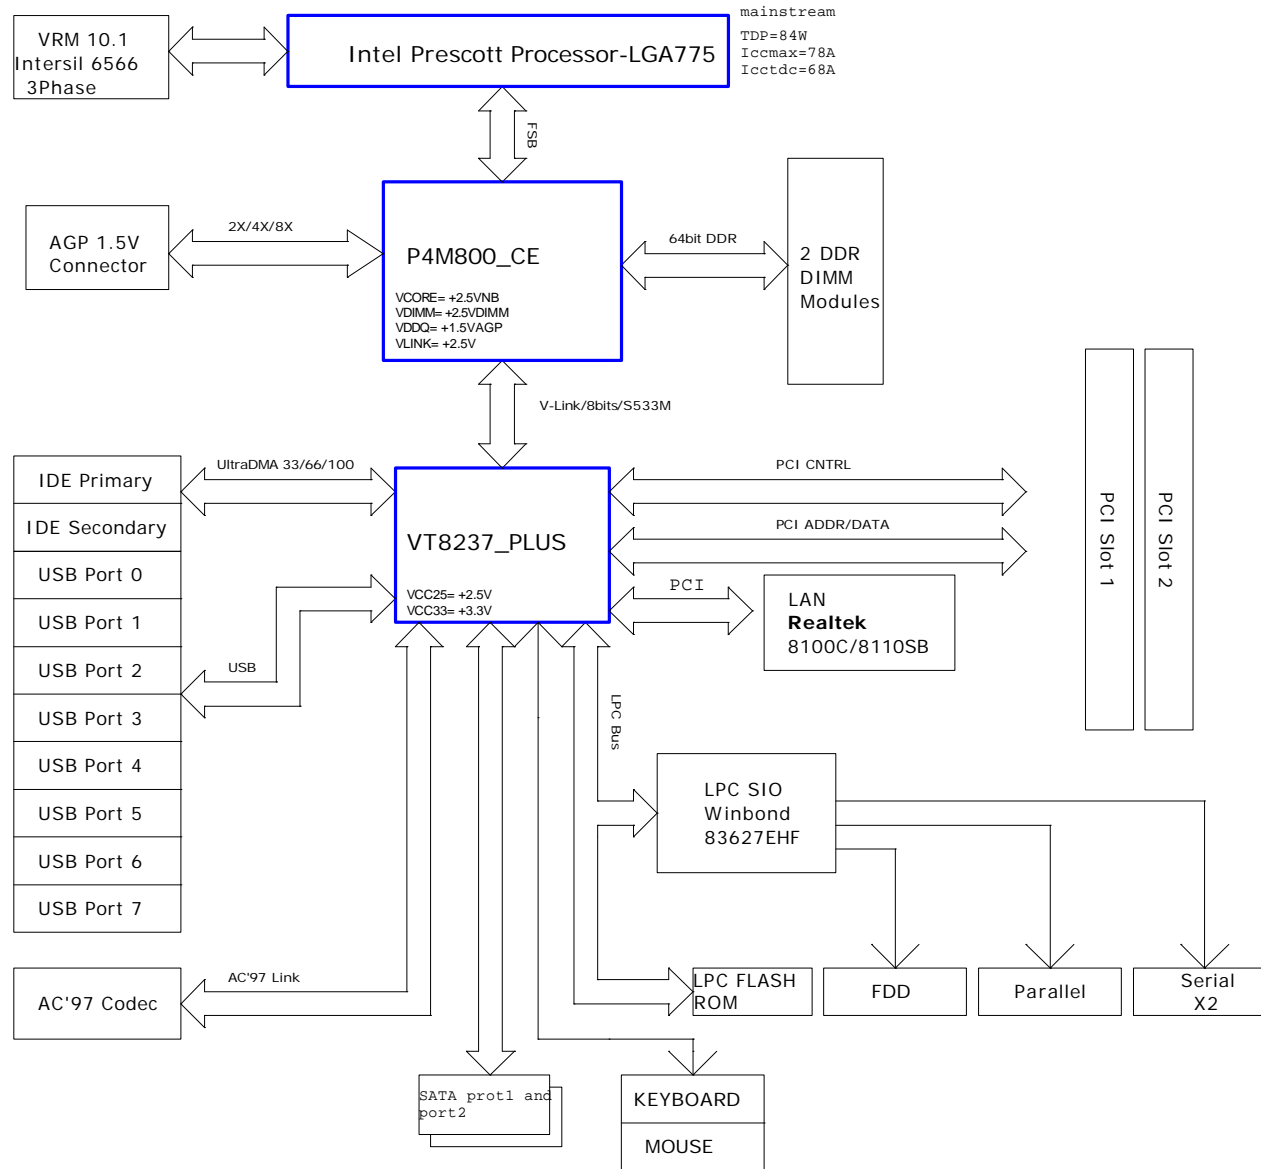 mainstream
TDP=84W
Iccmax=78A
Icctdc=68A
VRM 10.1
Intersil 6566
3Phase
Intel Prescott Processor-LGA775
FSB
AGP 1.5V
Connector
2X/4X/8X
P4M800_CE
VCORE= +2.5VNB
VDIMM= +2.5VDIMM
VDDQ= +1.5VAGP
VLINK= +2.5V
64bit DDR
2 DDR
DIMM
Modules
V-Link/8bits/S533M
IDE Primary
IDE Secondary
USB Port 0
USB Port 1
USB Port 2
USB Port 3
USB Port 4
USB Port 5
USB Port 6
USB Port 7
UltraDMA 33/66/100
USB
VT8237_PLUS
VCC25= +2.5V
VCC33= +3.3V
PCI CNTRL
PCI ADDR/DATA
PCI
LAN
Realtek
8100C/8110SB
PCI Slot 1
PCI Slot 2
LPC Bus
LPC SIO
Winbond
83627EHF
AC'97 Codec
AC'97 Link
LPC FLASH
ROM
FDD
Parallel
Serial
X2
SATA prot1 and
port2
KEYBOARD
MOUSE